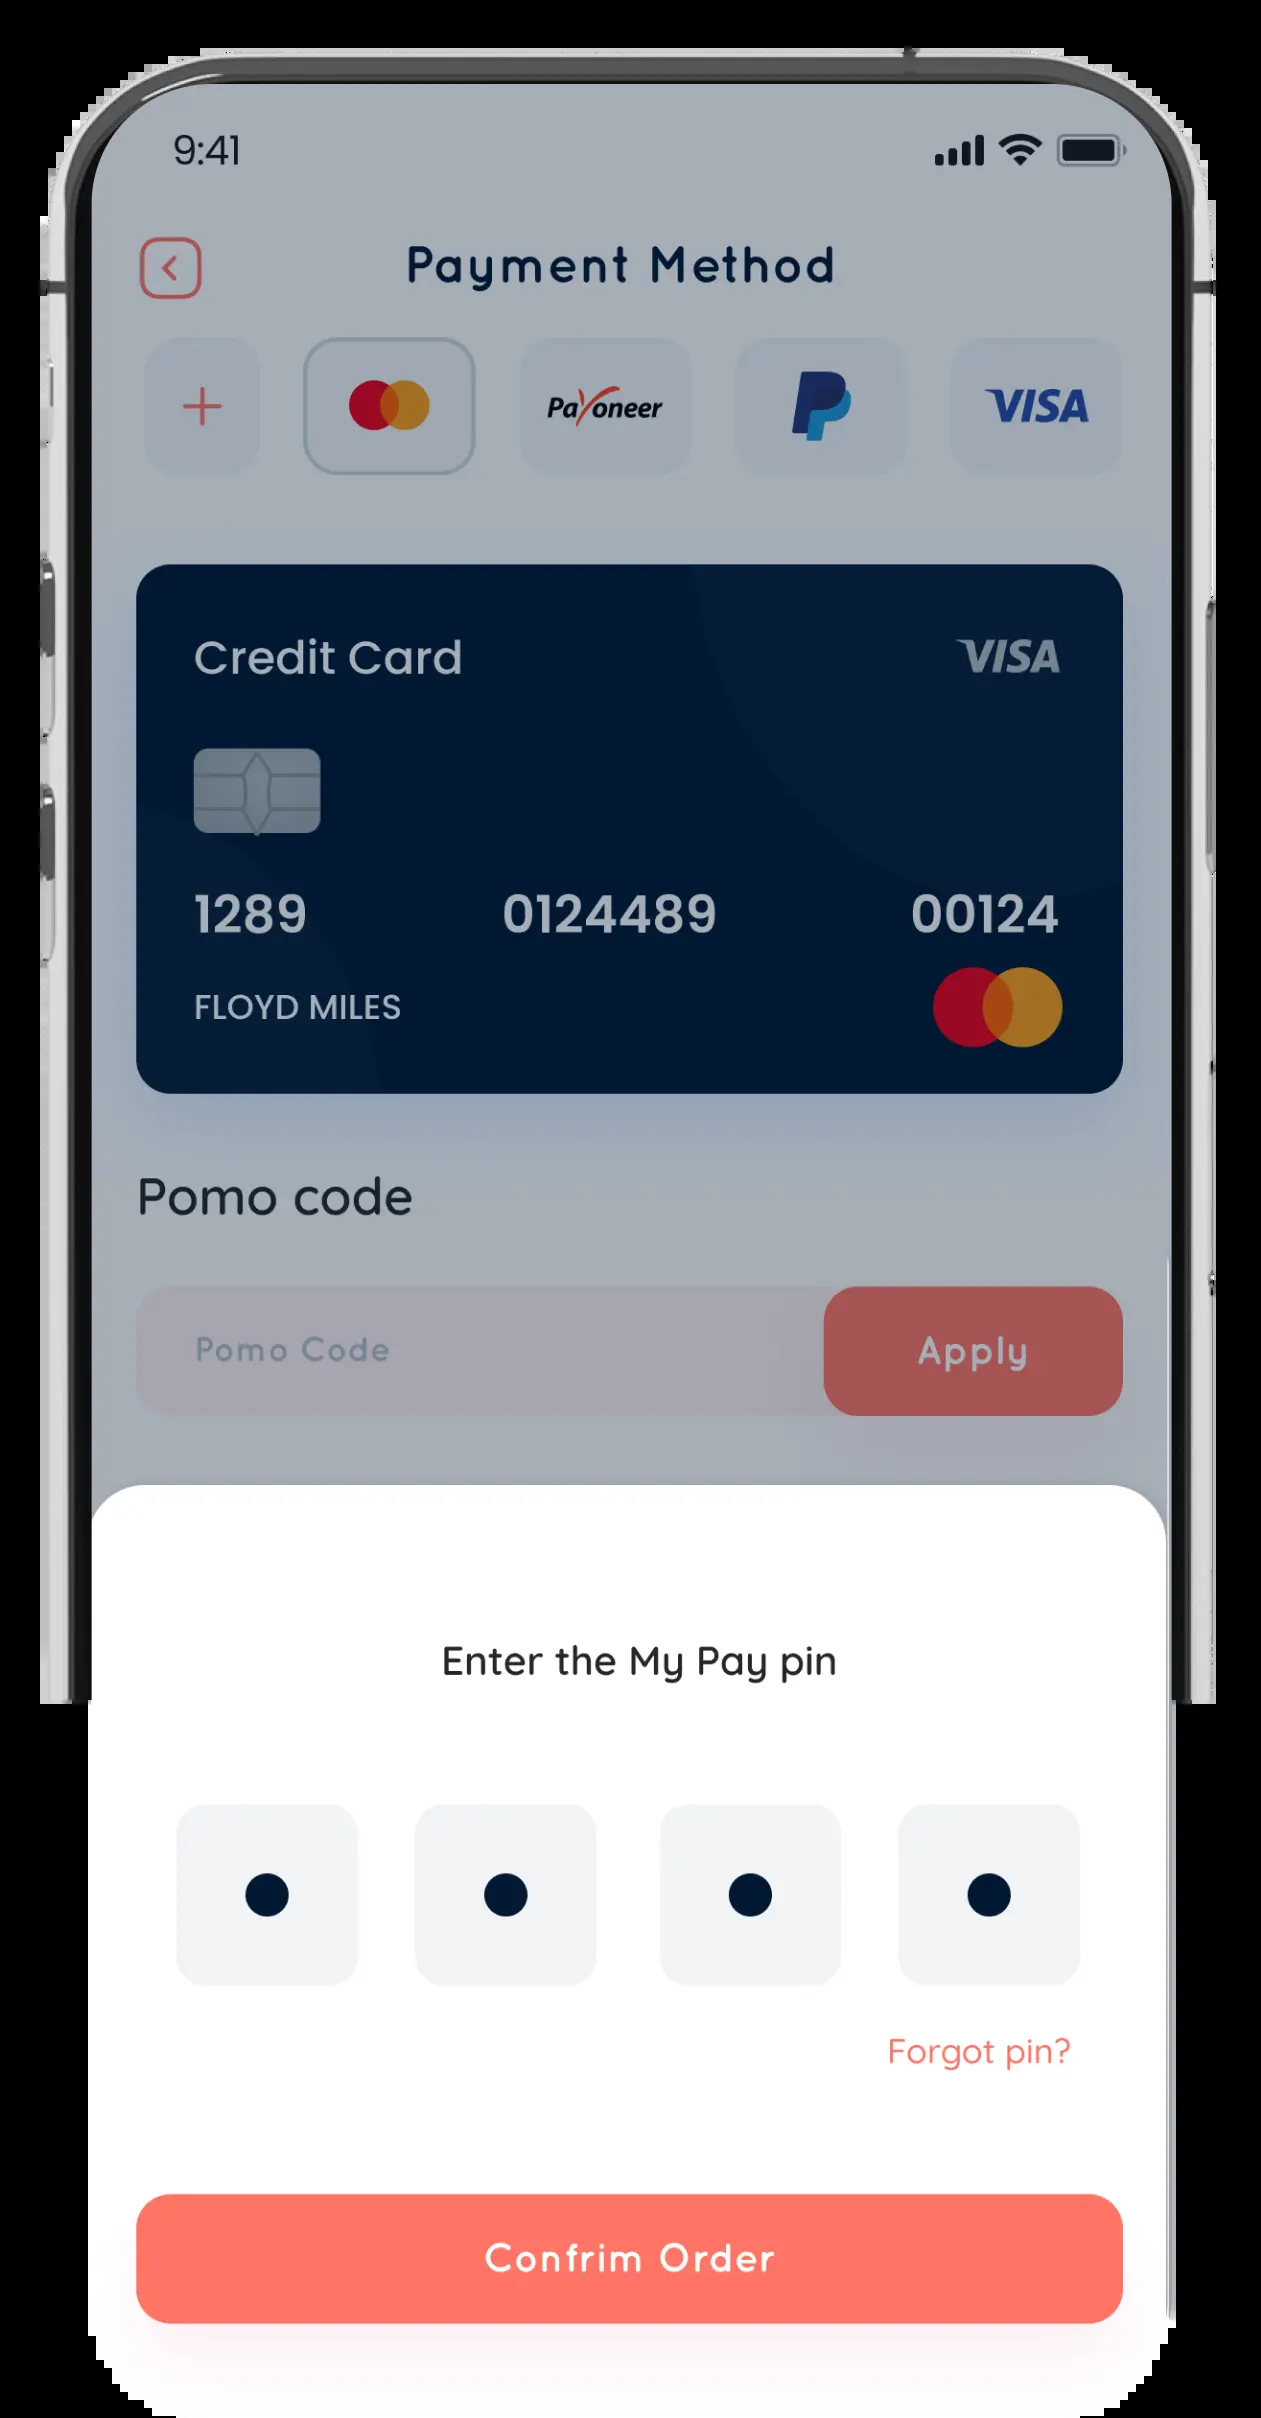 9:41
Payment Method
Payoneer VISA
Credit Card VISA
1289 0124489 00124
FLOYD MILES
Pomo code
Pomo Code Apply
Enter the My Pay pin
Forgot pin?
Confrim Order